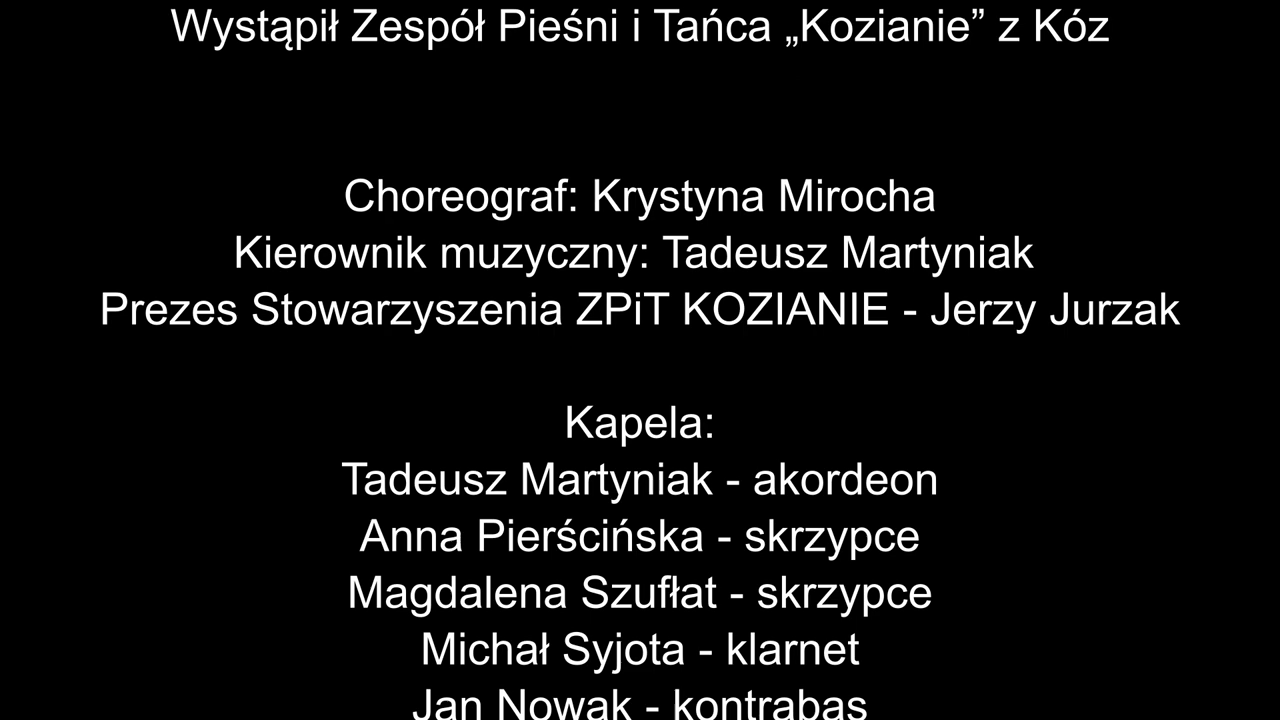 Wystąpił Zespół Pieśni i Tańca „Kozianie” z Kóz
Choreograf: Krystyna Mirocha
Kierownik muzyczny: Tadeusz Martyniak
Prezes Stowarzyszenia ZPiT KOZIANIE - Jerzy Jurzak
Kapela:
Tadeusz Martyniak - akordeon
Anna Pierścińska - skrzypce
Magdalena Szufłat - skrzypce
Michał Syjota - klarnet
Jan Nowak - kontrabas